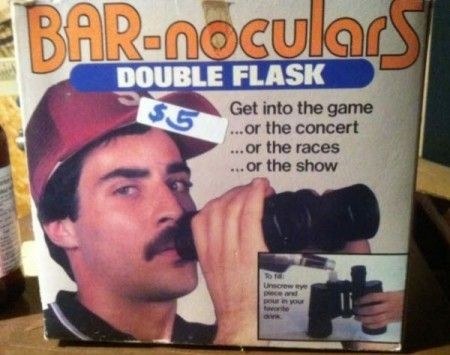 BAR-nocularS
DOUBLE FLASK
$.5
Get into the game
...or the concert
...or the races
...or the show
To fill:
Unscrew eye
piece and
pour in your
favorite
drink.